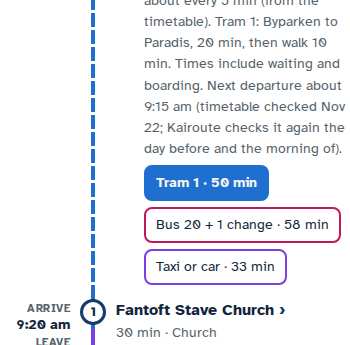 about every 5 min (from the
timetable). Tram 1: Byparken to
Paradis, 20 min, then walk 10
min. Times include waiting and
boarding. Next departure about
9:15 am (timetable checked Nov
22; Kairoute checks it again the
day before and the morning of).
Tram 1 · 50 min
Bus 20 + 1 change · 58 min
Taxi or car · 33 min
ARRIVE
9:20 am
LEAVE
1
Fantoft Stave Church ›
30 min · Church